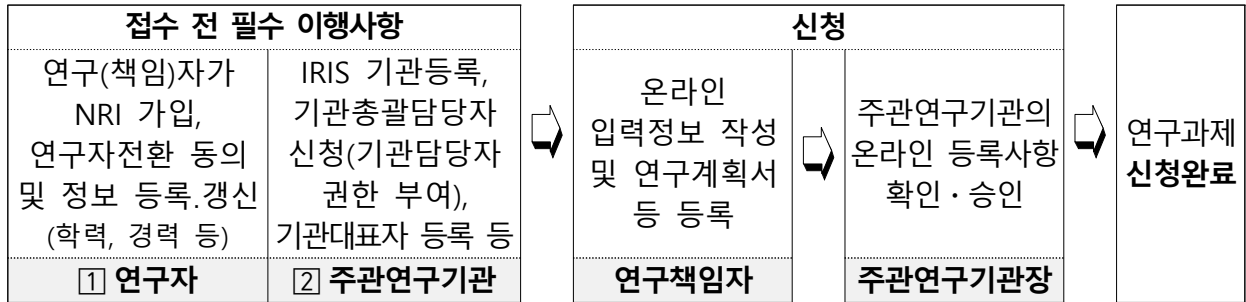 접수 전 필수 이행사항
연구(책임)자가
NRI 가입,
연구자전환 동의
및 정보 등록.갱신
(학력, 경력 등)
1 연구자
IRIS 기관등록,
기관총괄담당자
신청(기관담당자
권한 부여),
기관대표자 등록 등
2 주관연구기관
신청
온라인
입력정보 작성
및 연구계획서
등 등록
연구책임자
주관연구기관의
온라인 등록사항
확인·승인
주관연구기관장
연구과제
신청완료